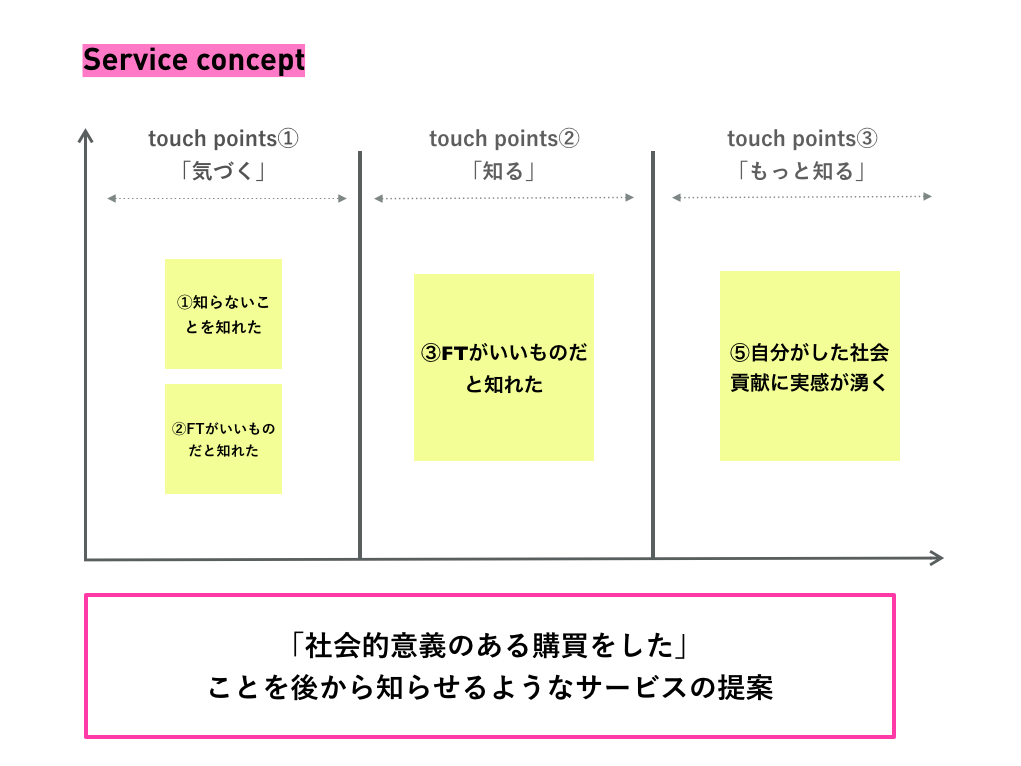 Service concept
touch points①
「気づく」
touch points②
「知る」
touch points③
「もっと知る」
①知らないこ
とを知れた
②FTがいいもの
だと知れた
③FTがいいものだ
と知れた
⑤自分がした社会
貢献に実感が湧く
「社会的意義のある購買をした」
ことを後から知らせるようなサービスの提案